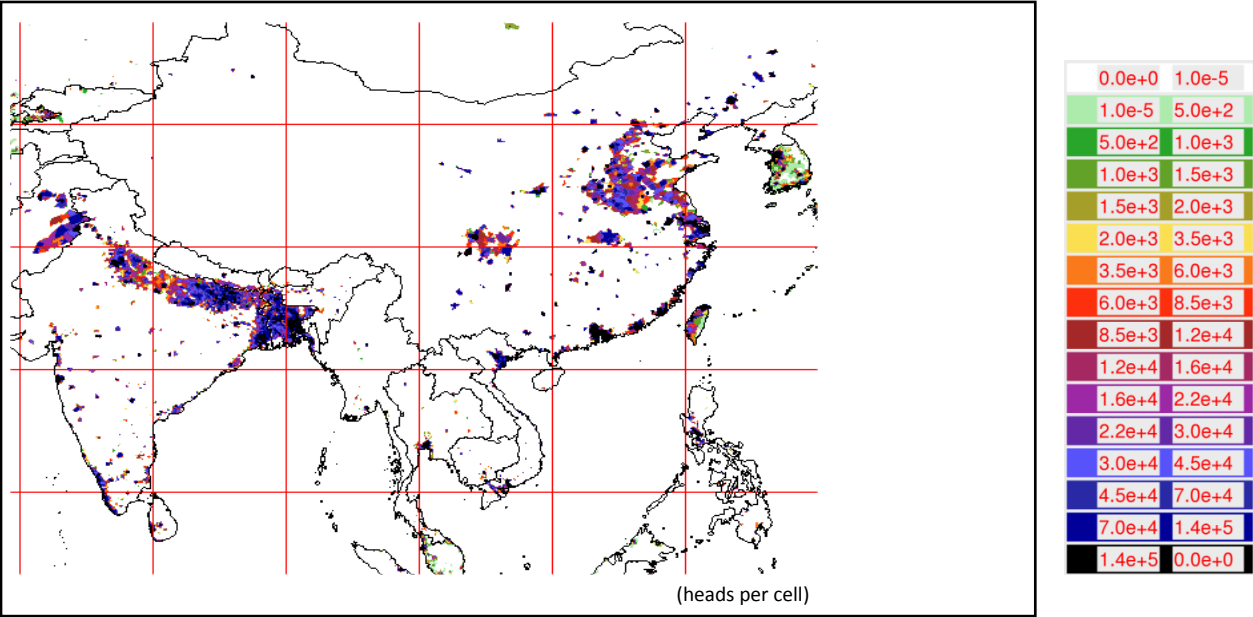 0.0e+0 1.0e-5
1.0e-5 5.0e+2
5.0e+2 1.0e+3
1.0e+3 1.5e+3
1.5e+3 2.0e+3
2.0e+3 3.5e+3
3.5e+3 6.0e+3
6.0e+3 8.5e+3
8.5e+3 1.2e+4
1.2e+4 1.6e+4
1.6e+4 2.2e+4
2.2e+4 3.0e+4
3.0e+4 4.5e+4
4.5e+4 7.0e+4
7.0e+4 1.4e+5
1.4e+5 0.0e+0
(heads per cell)